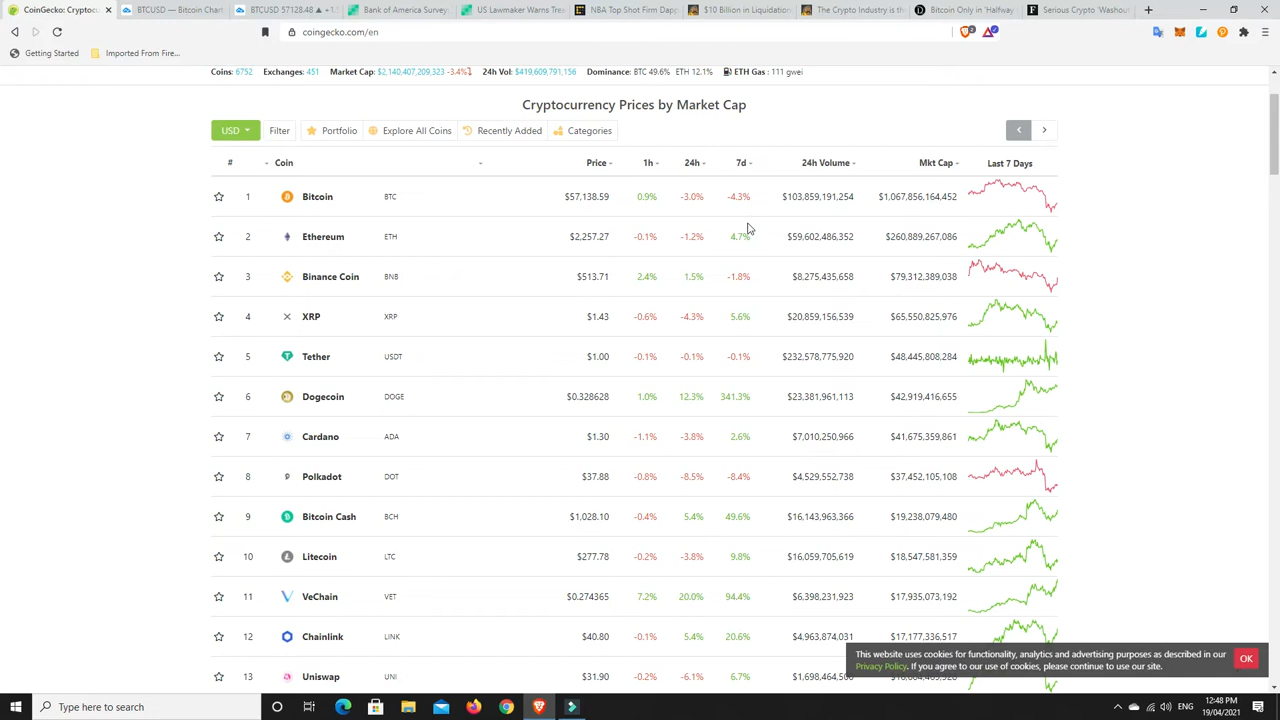 CoinGecko: Cryptocu
BTCUSD — Bitcoin Chart
BTCUSD 57128.48 ▲ +1
Bank of America Survey:
US Lawmaker Warns Trea
NBA Top Shot Firm Dapp
$10 Billion in Liquidation
The Crypto Industry is th
Bitcoin Only in 'Halfway
Serious Crypto 'Washout
coingecko.com/en
Getting Started
Imported From Fire...
Coins: 6752 Exchanges: 451 Market Cap: $2,140,407,209,323 -3.4% 24h Vol: $419,609,791,156 Dominance: BTC 49.6% ETH 12.1% ETH Gas : 111 gwei
Cryptocurrency Prices by Market Cap
USD Filter Portfolio Explore All Coins Recently Added Categories
# Coin Price 1h 24h 7d 24h Volume Mkt Cap Last 7 Days
1 Bitcoin BTC $57,138.59 0.9% -3.0% -4.3% $103,859,191,254 $1,067,856,164,452
2 Ethereum ETH $2,257.27 -0.1% -1.2% 4.7% $59,602,486,352 $260,889,267,086
3 Binance Coin BNB $513.71 2.4% 1.5% -1.8% $8,275,435,658 $79,312,389,038
4 XRP XRP $1.43 -0.6% -4.3% 5.6% $20,859,156,539 $65,550,825,976
5 Tether USDT $1.00 -0.1% -0.1% -0.1% $232,578,775,920 $48,445,808,284
6 Dogecoin DOGE $0.328628 1.0% 12.3% 341.3% $23,381,961,113 $42,919,416,655
7 Cardano ADA $1.30 -1.1% -3.8% 2.6% $7,010,250,966 $41,675,359,861
8 Polkadot DOT $37.88 -0.8% -8.5% -8.4% $4,529,552,738 $37,452,105,108
9 Bitcoin Cash BCH $1,028.10 -0.4% 5.4% 49.6% $16,143,963,366 $19,238,079,480
10 Litecoin LTC $277.78 -0.2% -3.8% 9.8% $16,059,705,619 $18,547,581,359
11 VeChain VET $0.274365 7.2% 20.0% 94.4% $6,398,231,923 $17,935,073,192
12 Chainlink LINK $40.80 -0.1% 5.4% 20.6% $4,963,874,031 $17,177,336,517
13 Uniswap UNI $31.90 -0.2% -6.1% 6.7%
This website uses cookies for functionality, analytics and advertising purposes as described in our
Privacy Policy. If you agree to our use of cookies, please continue to use our site.
OK
Type here to search
ENG
12:48 PM
19/04/2021